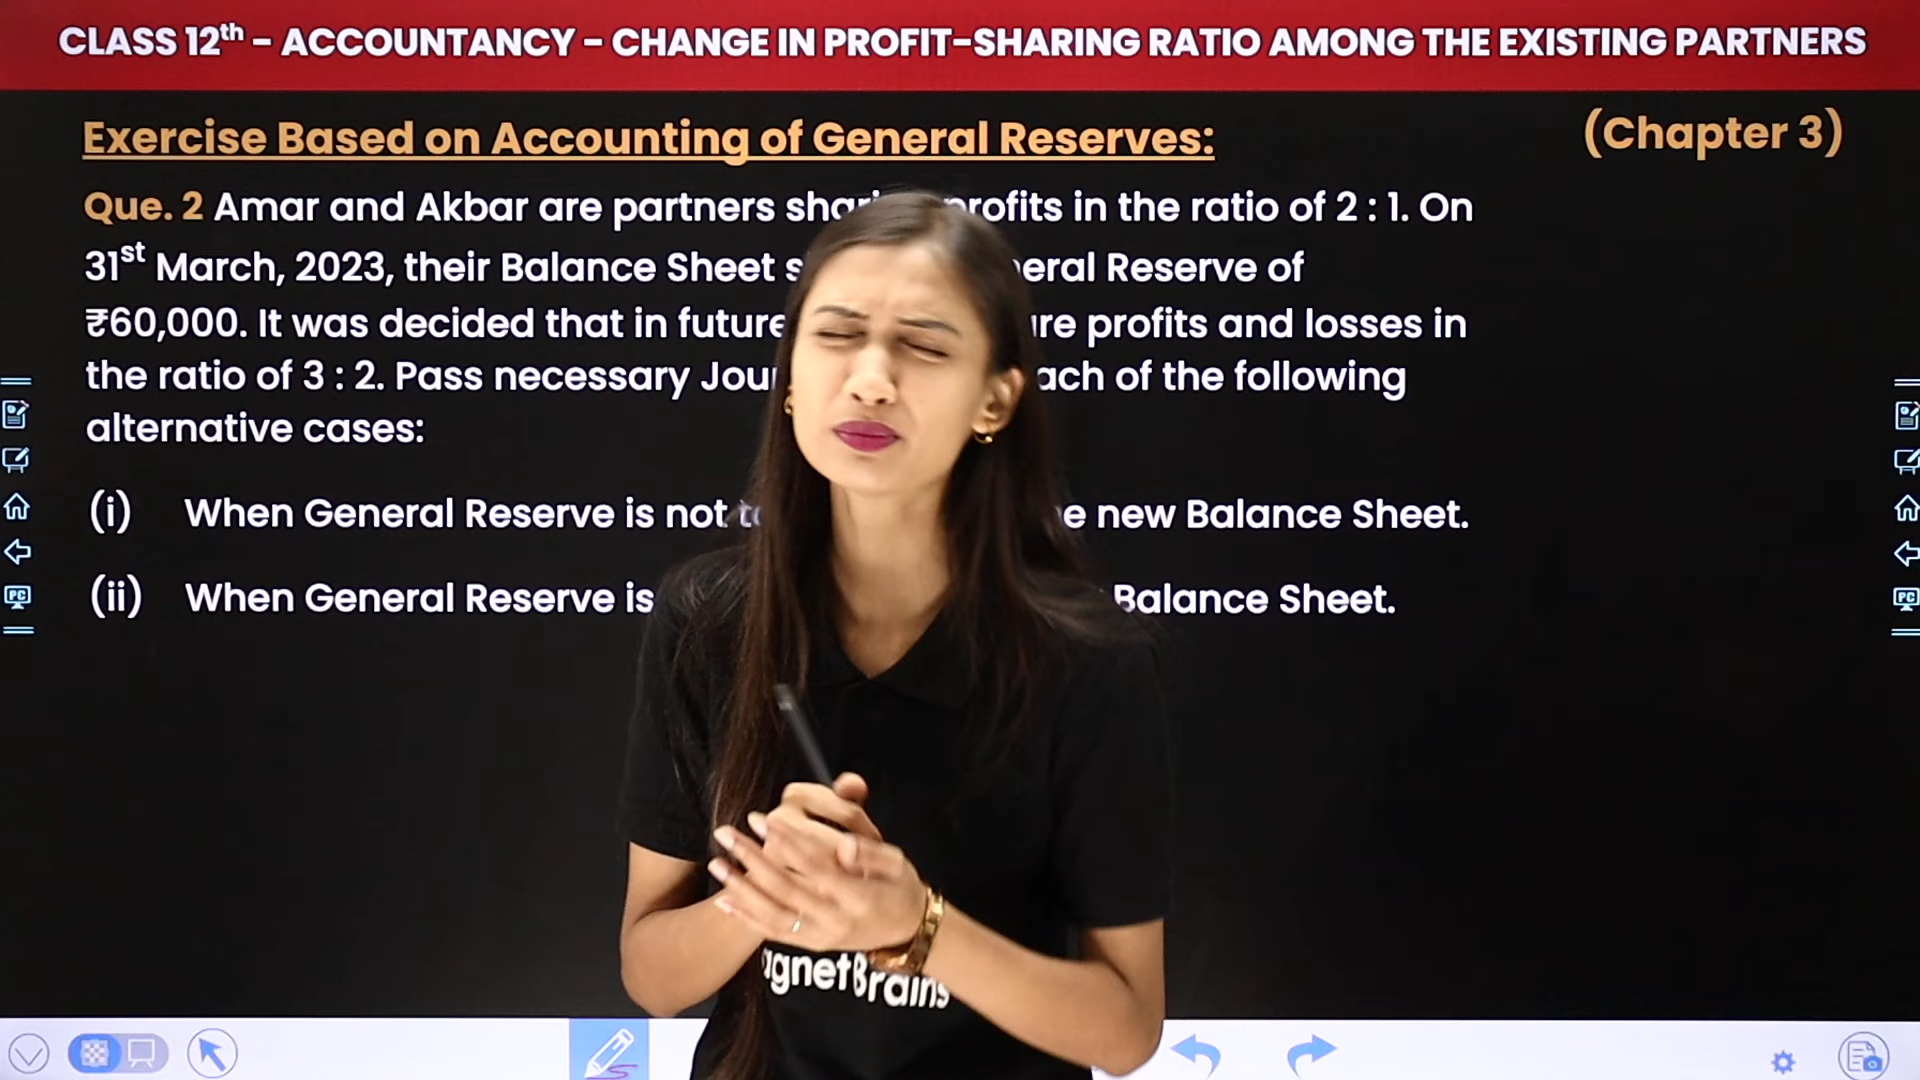 CLASS 12th – ACCOUNTANCY – CHANGE IN PROFIT-SHARING RATIO AMONG THE EXISTING PARTNERS
Exercise Based on Accounting of General Reserves: (Chapter 3)
Que. 2 Amar and Akbar are partners profits in the ratio of 2 : 1. On
31st March, 2023, their Balance Sheet Reserve of
₹60,000. It was decided that in future profits and losses in
the ratio of 3 : 2. Pass necessary of the following
alternative cases:
(i) When General Reserve is not new Balance Sheet.
(ii) When General Reserve is Balance Sheet.
PC PC